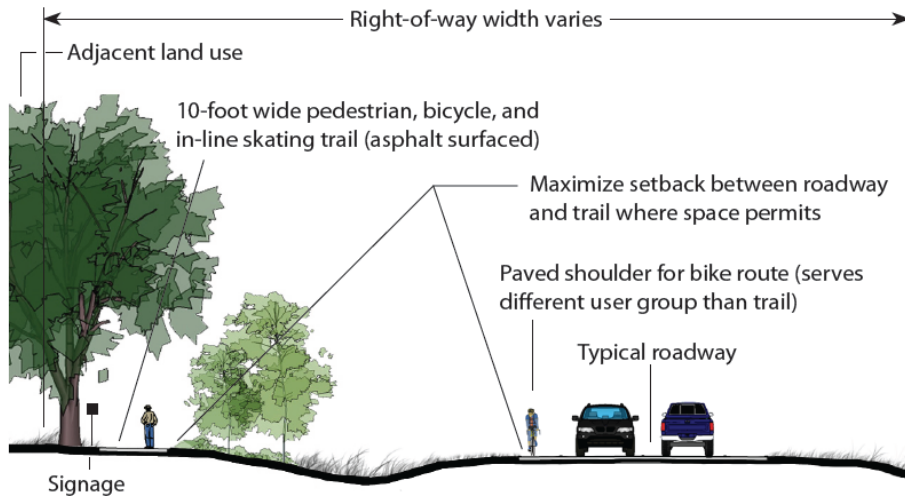 Right-of-way width varies
Adjacent land use
10-foot wide pedestrian, bicycle, and
in-line skating trail (asphalt surfaced)
Maximize setback between roadway
and trail where space permits
Paved shoulder for bike route (serves
different user group than trail)
Typical roadway
Signage